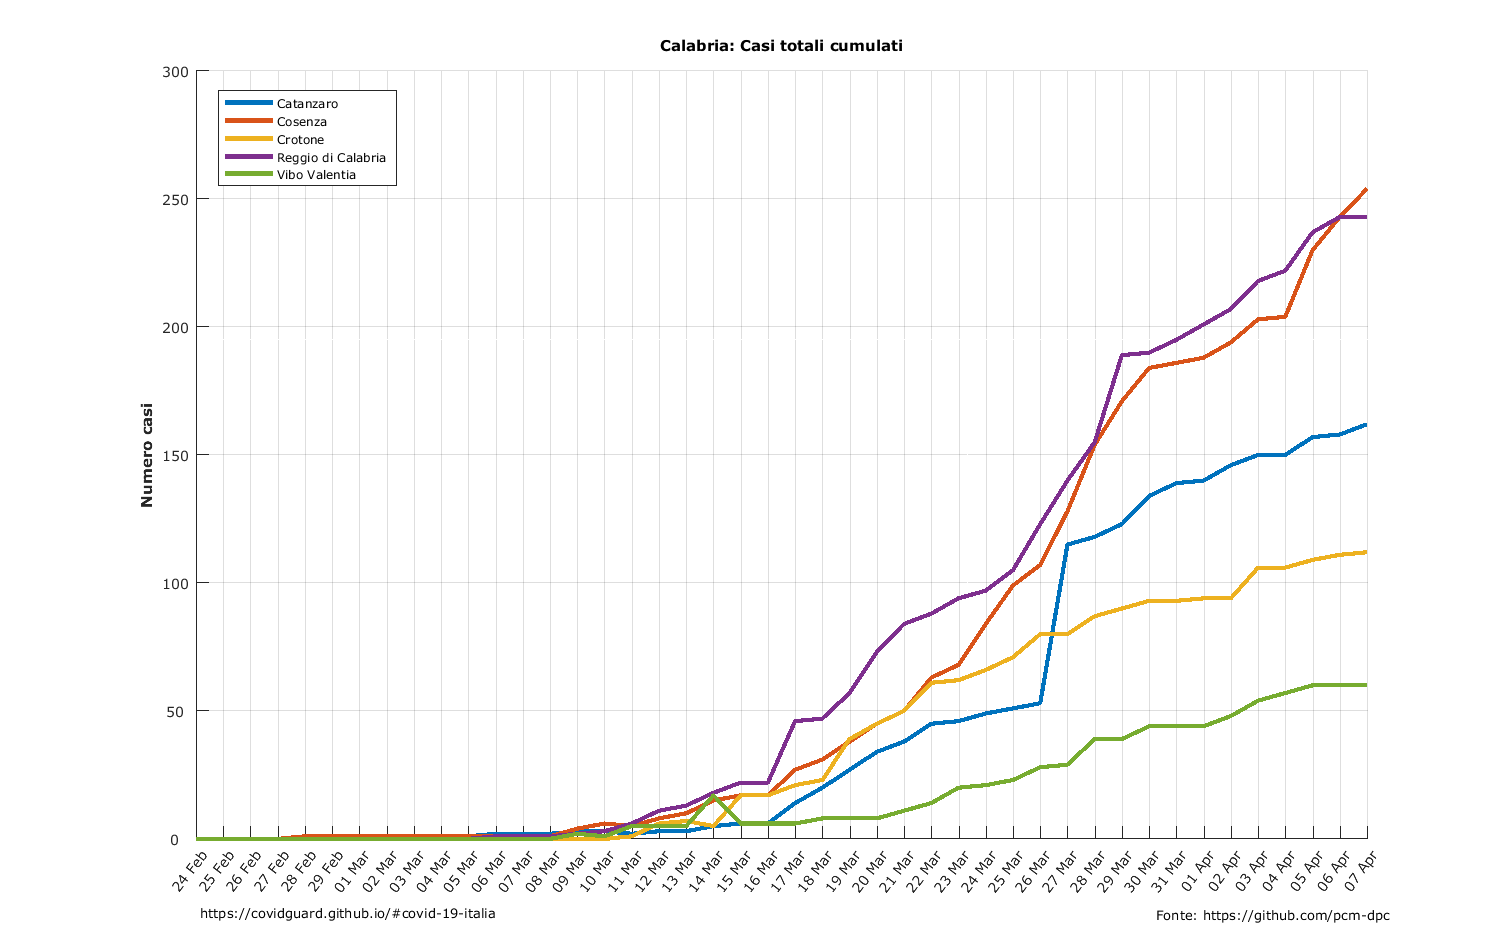 Calabria: Casi totali cumulati
300
250
200
150
100
50
0
Numero casi
Catanzaro
Cosenza
Crotone
Reggio di Calabria
Vibo Valentia
24 Feb
25 Feb
26 Feb
27 Feb
28 Feb
29 Feb
01 Mar
02 Mar
03 Mar
04 Mar
05 Mar
06 Mar
07 Mar
08 Mar
09 Mar
10 Mar
11 Mar
12 Mar
13 Mar
14 Mar
15 Mar
16 Mar
17 Mar
18 Mar
19 Mar
20 Mar
21 Mar
22 Mar
23 Mar
24 Mar
25 Mar
26 Mar
27 Mar
28 Mar
29 Mar
30 Mar
31 Mar
01 Apr
02 Apr
03 Apr
04 Apr
05 Apr
06 Apr
07 Apr
https://covidguard.github.io/#covid-19-italia
Fonte: https://github.com/pcm-dpc